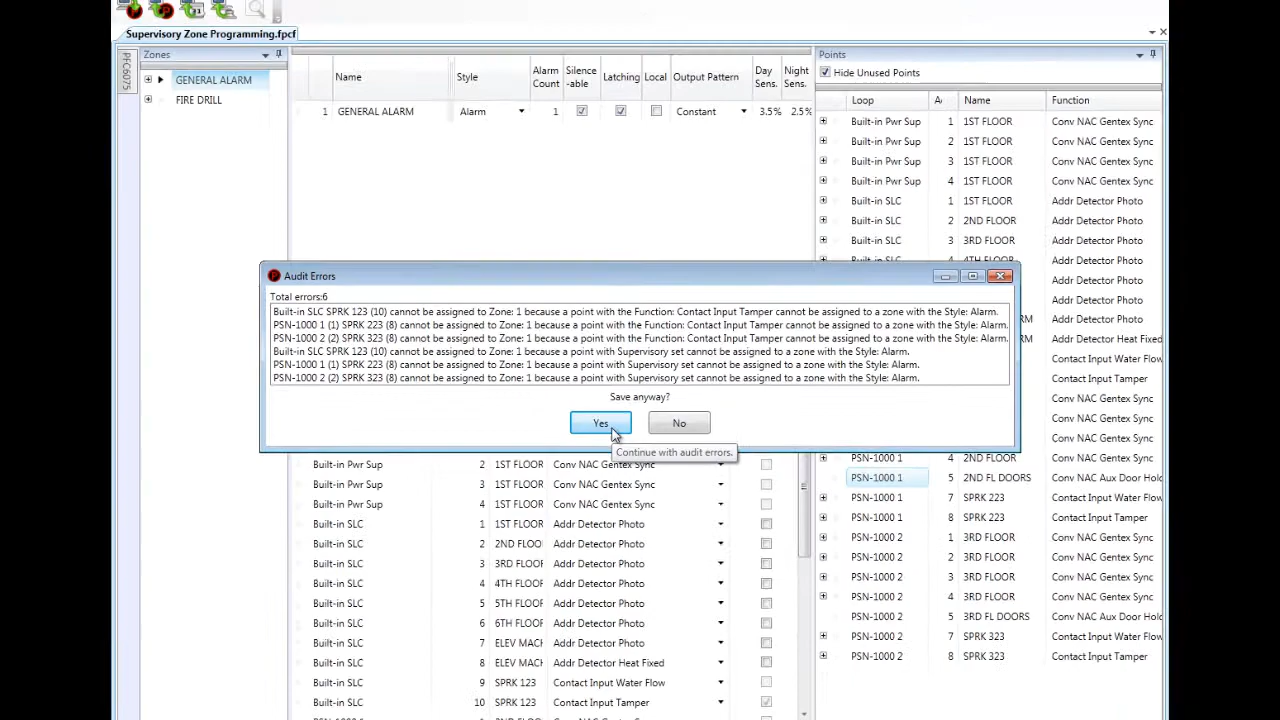 Supervisory Zone Programming.fpcf
PFC6075
Zones
GENERAL ALARM
FIRE DRILL
Name Style Alarm Count Silence -able Latching Local Output Pattern Day Sens. Night Sens.
1 GENERAL ALARM Alarm 1 Constant 3.5% 2.5%
Points
Hide Unused Points
Loop Name Function
Built-in Pwr Sup 1 1ST FLOOR Conv NAC Gentex Sync
Built-in Pwr Sup 2 1ST FLOOR Conv NAC Gentex Sync
Built-in Pwr Sup 3 1ST FLOOR Conv NAC Gentex Sync
Built-in Pwr Sup 4 1ST FLOOR Conv NAC Gentex Sync
Built-in SLC 1 1ST FLOOR Addr Detector Photo
Built-in SLC 2 2ND FLOOR Addr Detector Photo
Built-in SLC 3 3RD FLOOR Addr Detector Photo
Audit Errors
Total errors:6
Built-in SLC SPRK 123 (10) cannot be assigned to Zone: 1 because a point with the Function: Contact Input Tamper cannot be assigned to a zone with the Style: Alarm.
PSN-1000 1 (1) SPRK 223 (8) cannot be assigned to Zone: 1 because a point with the Function: Contact Input Tamper cannot be assigned to a zone with the Style: Alarm.
PSN-1000 2 (2) SPRK 323 (8) cannot be assigned to Zone: 1 because a point with the Function: Contact Input Tamper cannot be assigned to a zone with the Style: Alarm.
Built-in SLC SPRK 123 (10) cannot be assigned to Zone: 1 because a point with Supervisory set cannot be assigned to a zone with the Style: Alarm.
PSN-1000 1 (1) SPRK 223 (8) cannot be assigned to Zone: 1 because a point with Supervisory set cannot be assigned to a zone with the Style: Alarm.
PSN-1000 2 (2) SPRK 323 (8) cannot be assigned to Zone: 1 because a point with Supervisory set cannot be assigned to a zone with the Style: Alarm.
Save anyway?
Yes No
Continue with audit errors.
Addr Detector Photo
Addr Detector Photo
Addr Detector Photo
Addr Detector Heat Fixed
Contact Input Water Flow
Contact Input Tamper
Conv NAC Gentex Sync
Conv NAC Gentex Sync
Conv NAC Gentex Sync
PSN-1000 1 4 2ND FLOOR Conv NAC Gentex Sync
PSN-1000 1 5 2ND FL DOORS Conv NAC Aux Door Hold
PSN-1000 1 7 SPRK 223 Contact Input Water Flow
PSN-1000 1 8 SPRK 223 Contact Input Tamper
PSN-1000 2 1 3RD FLOOR Conv NAC Gentex Sync
PSN-1000 2 2 3RD FLOOR Conv NAC Gentex Sync
PSN-1000 2 3 3RD FLOOR Conv NAC Gentex Sync
PSN-1000 2 4 3RD FLOOR Conv NAC Gentex Sync
PSN-1000 2 5 3RD FL DOORS Conv NAC Aux Door Hold
PSN-1000 2 7 SPRK 323 Contact Input Water Flow
PSN-1000 2 8 SPRK 323 Contact Input Tamper
Built-in Pwr Sup 2 1ST FLOOR Conv NAC Gentex Sync
Built-in Pwr Sup 3 1ST FLOOR Conv NAC Gentex Sync
Built-in Pwr Sup 4 1ST FLOOR Conv NAC Gentex Sync
Built-in SLC 1 1ST FLOOR Addr Detector Photo
Built-in SLC 2 2ND FLOO Addr Detector Photo
Built-in SLC 3 3RD FLOO Addr Detector Photo
Built-in SLC 4 4TH FLOOR Addr Detector Photo
Built-in SLC 5 5TH FLOOR Addr Detector Photo
Built-in SLC 6 6TH FLOOR Addr Detector Photo
Built-in SLC 7 ELEV MACH Addr Detector Photo
Built-in SLC 8 ELEV MACH Addr Detector Heat Fixed
Built-in SLC 9 SPRK 123 Contact Input Water Flow
Built-in SLC 10 SPRK 123 Contact Input Tamper